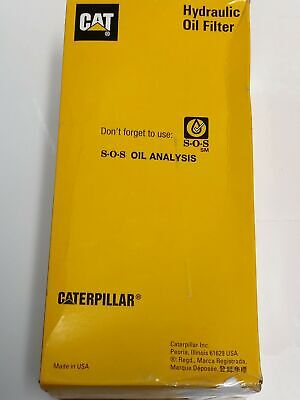 CAT®
Hydraulic
Oil Filter
Don't forget to use:
S·O·S
SM
S·O·S OIL ANALYSIS
CATERPILLAR®
Caterpillar Inc.
Peoria, Illinois 61629 USA
®: Regd., Marca Registrada,
Marque Déposée, 登記商標
Made in USA